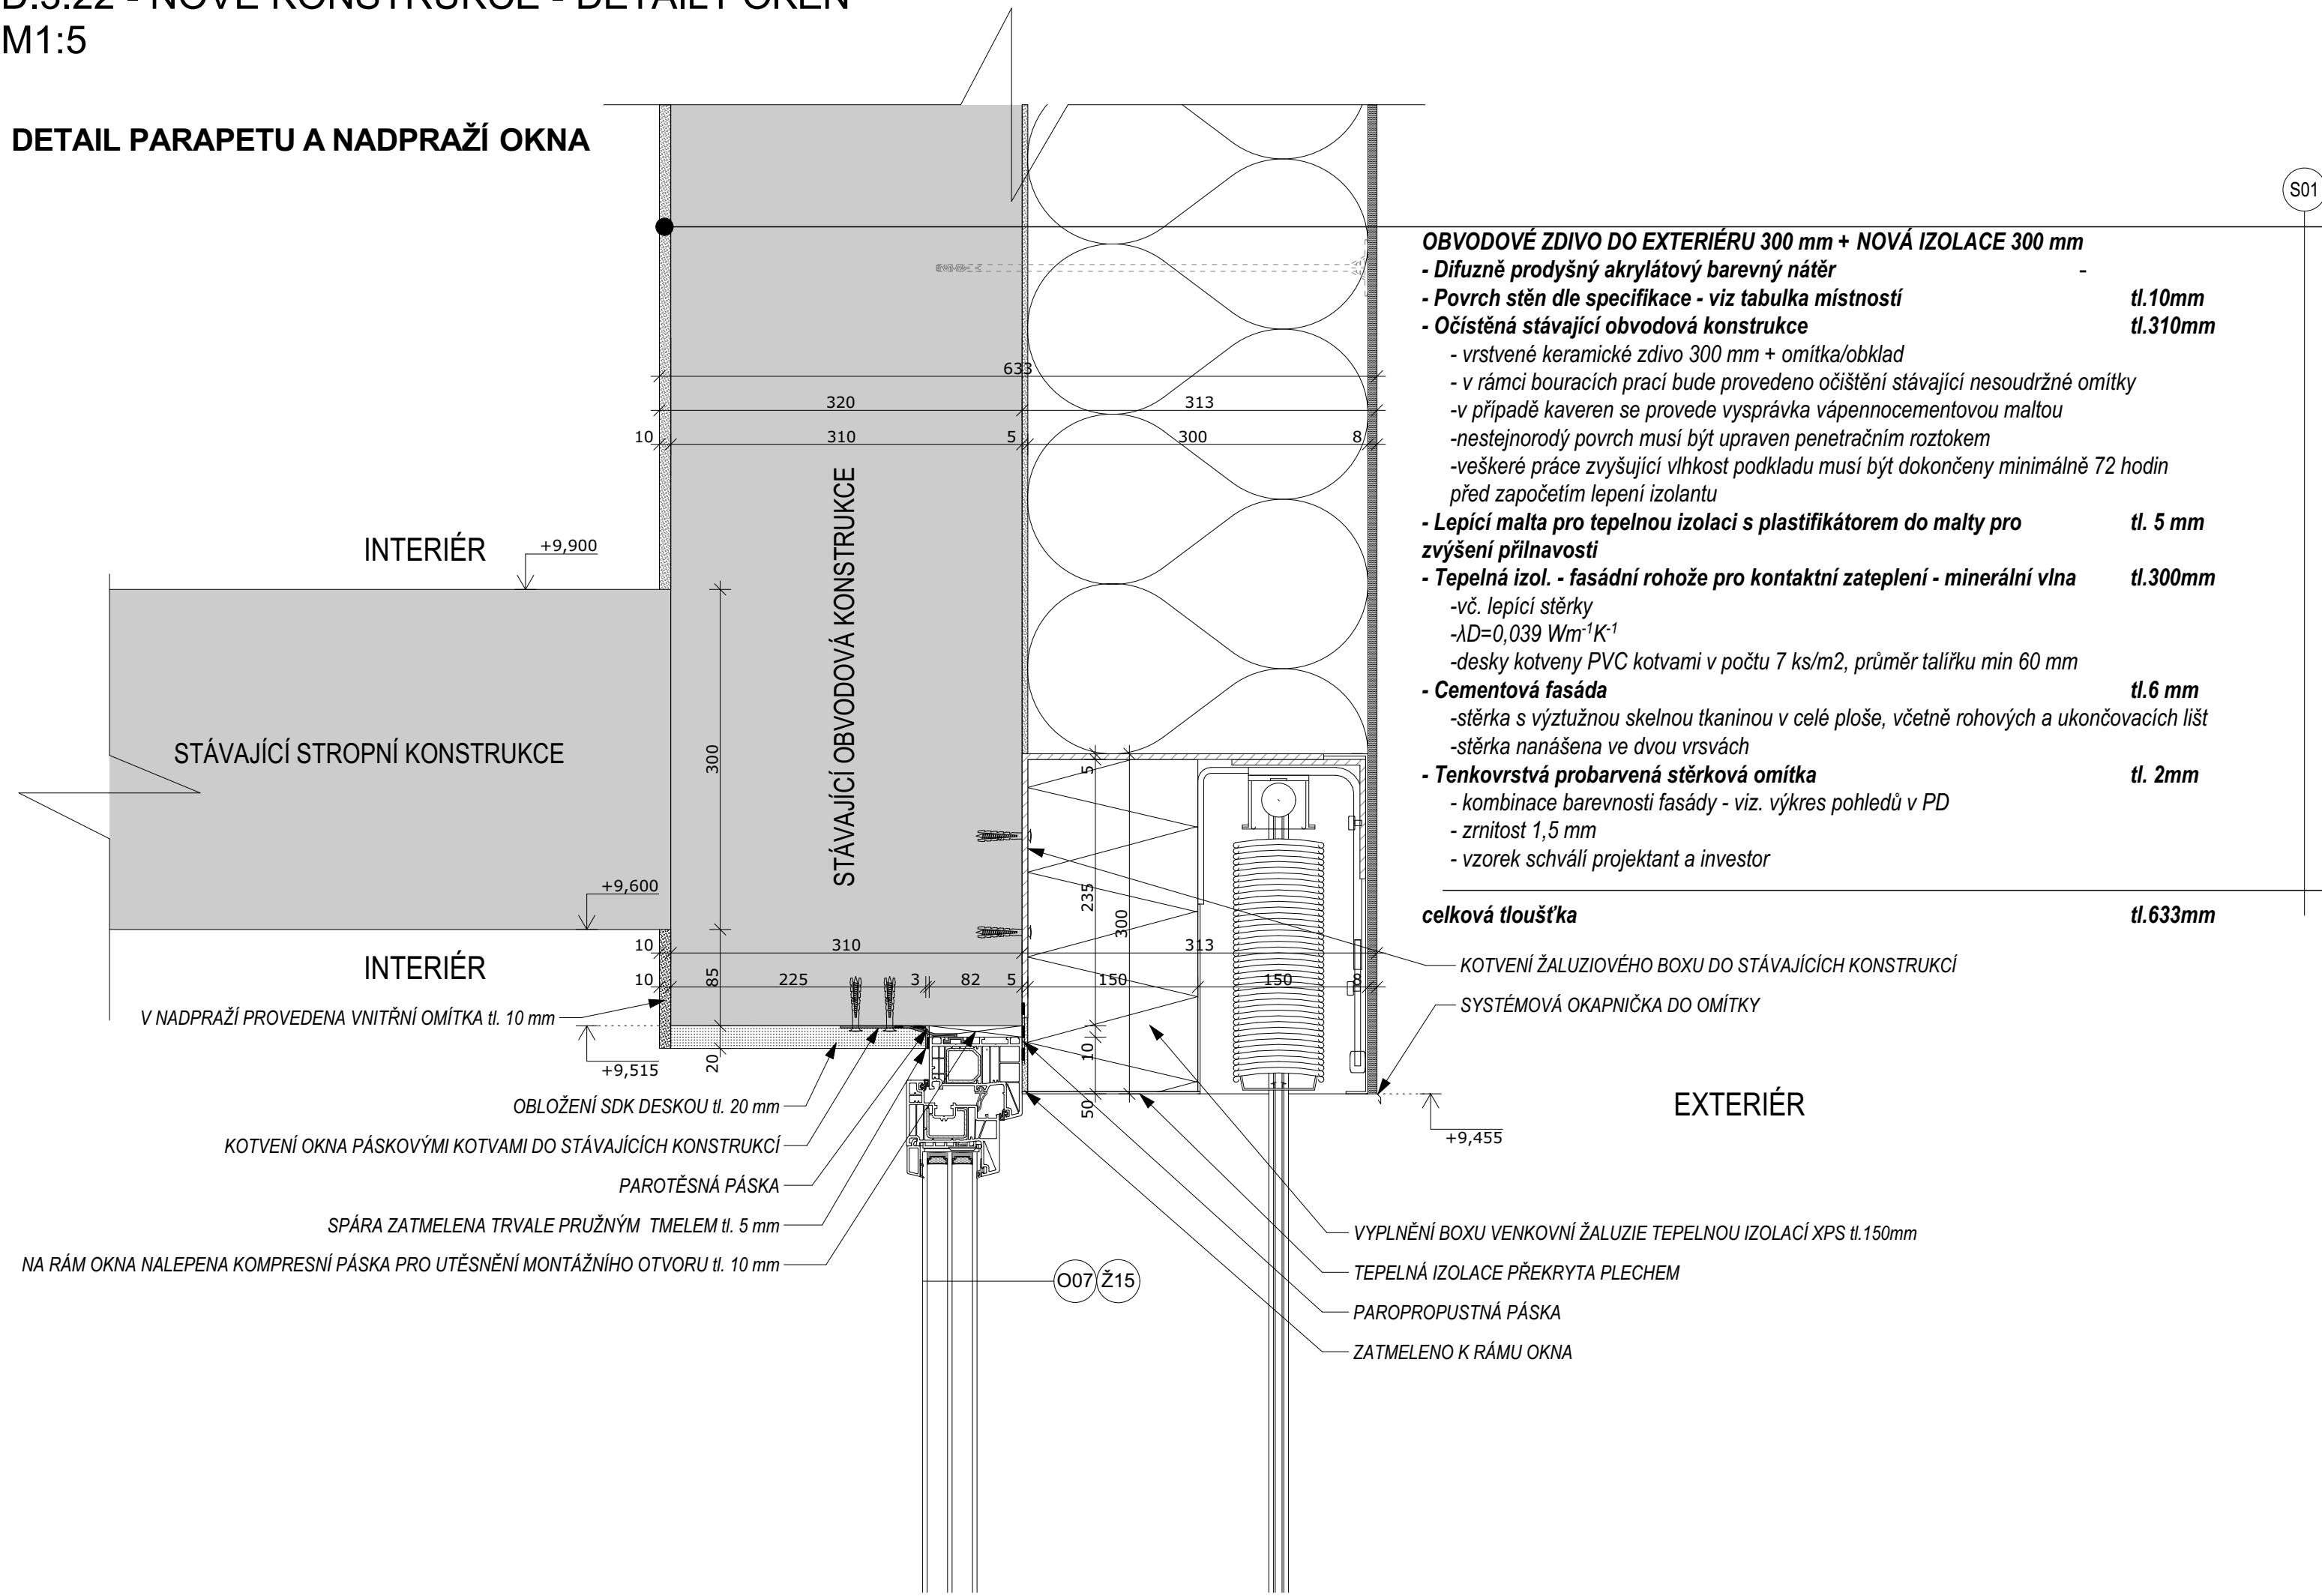 D.5.22 - NOVÉ KONSTRUKCE - DETAILY OKEN
M1:5
DETAIL PARAPETU A NADPRAŽÍ OKNA
S01
OBVODOVÉ ZDIVO DO EXTERIÉRU 300 mm + NOVÁ IZOLACE 300 mm
- Difuzně prodyšný akrylátový barevný nátěr -
- Povrch stěn dle specifikace - viz tabulka místností tl.10mm
- Očístěná stávající obvodová konstrukce tl.310mm
- vrstvené keramické zdivo 300 mm + omítka/obklad
- v rámci bouracích prací bude provedeno očištění stávající nesoudržné omítky
-v případě kaveren se provede vysprávka vápennocementovou maltou
-nestejnorodý povrch musí být upraven penetračním roztokem
-veškeré práce zvyšující vlhkost podkladu musí být dokončeny minimálně 72 hodin
před započetím lepení izolantu
- Lepící malta pro tepelnou izolaci s plastifikátorem do malty pro tl. 5 mm
zvýšení přilnavosti
- Tepelná izol. - fasádní rohože pro kontaktní zateplení - minerální vlna tl.300mm
-vč. lepící stěrky
-λD=0,039 Wm-1K-1
-desky kotveny PVC kotvami v počtu 7 ks/m2, průměr talířku min 60 mm
- Cementová fasáda tl.6 mm
-stěrka s výztužnou skelnou tkaninou v celé ploše, včetně rohových a ukončovacích lišt
-stěrka nanášena ve dvou vrsvách
- Tenkovrstvá probarvená stěrková omítka tl. 2mm
- kombinace barevnosti fasády - viz. výkres pohledů v PD
- zrnitost 1,5 mm
- vzorek schválí projektant a investor
celková tloušťka tl.633mm
633
320 313
10 310 5 300 8
STÁVAJÍCÍ OBVODOVÁ KONSTRUKCE
INTERIÉR
+9,900
STÁVAJÍCÍ STROPNÍ KONSTRUKCE
300
5
235
300
+9,600
INTERIÉR
10 310 313
10 85 225 3 82 5 150 150 8
V NADPRAŽÍ PROVEDENA VNITŘNÍ OMÍTKA tl. 10 mm
+9,515
20
10
50
KOTVENÍ ŽALUZIOVÉHO BOXU DO STÁVAJÍCÍCH KONSTRUKCÍ
SYSTÉMOVÁ OKAPNIČKA DO OMÍTKY
EXTERIÉR
+9,455
OBLOŽENÍ SDK DESKOU tl. 20 mm
KOTVENÍ OKNA PÁSKOVÝMI KOTVAMI DO STÁVAJÍCÍCH KONSTRUKCÍ
PAROTĚSNÁ PÁSKA
SPÁRA ZATMELENA TRVALE PRUŽNÝM TMELEM tl. 5 mm
NA RÁM OKNA NALEPENA KOMPRESNÍ PÁSKA PRO UTĚSNĚNÍ MONTÁŽNÍHO OTVORU tl. 10 mm
O07 Ž15
VYPLNĚNÍ BOXU VENKOVNÍ ŽALUZIE TEPELNOU IZOLACÍ XPS tl.150mm
TEPELNÁ IZOLACE PŘEKRYTA PLECHEM
PAROPROPUSTNÁ PÁSKA
ZATMELENO K RÁMU OKNA